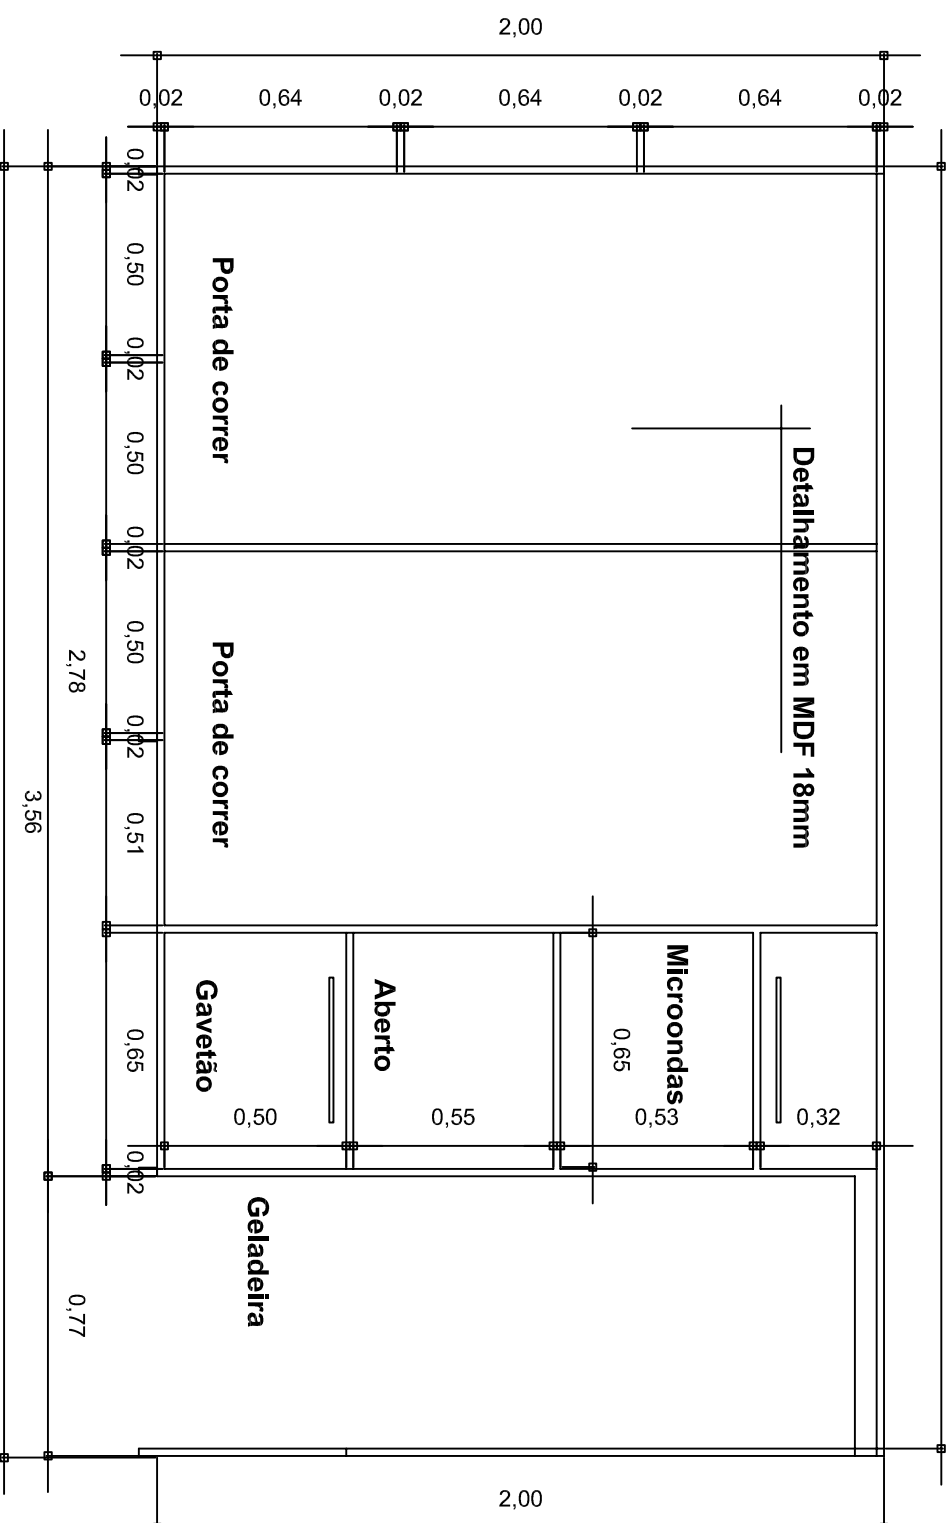 2,00
0,02 0,64 0,02 0,64 0,02 0,64 0,02
0,02
0,50
0,02
0,50
0,02
0,50
0,02
0,51
0,65
0,02
2,78
3,56
0,77
Porta de correr
Porta de correr
Detalhamento em MDF 18mm
Gavetão
Aberto
Microondas
0,65
0,50 0,55 0,53 0,32
Geladeira
2,00